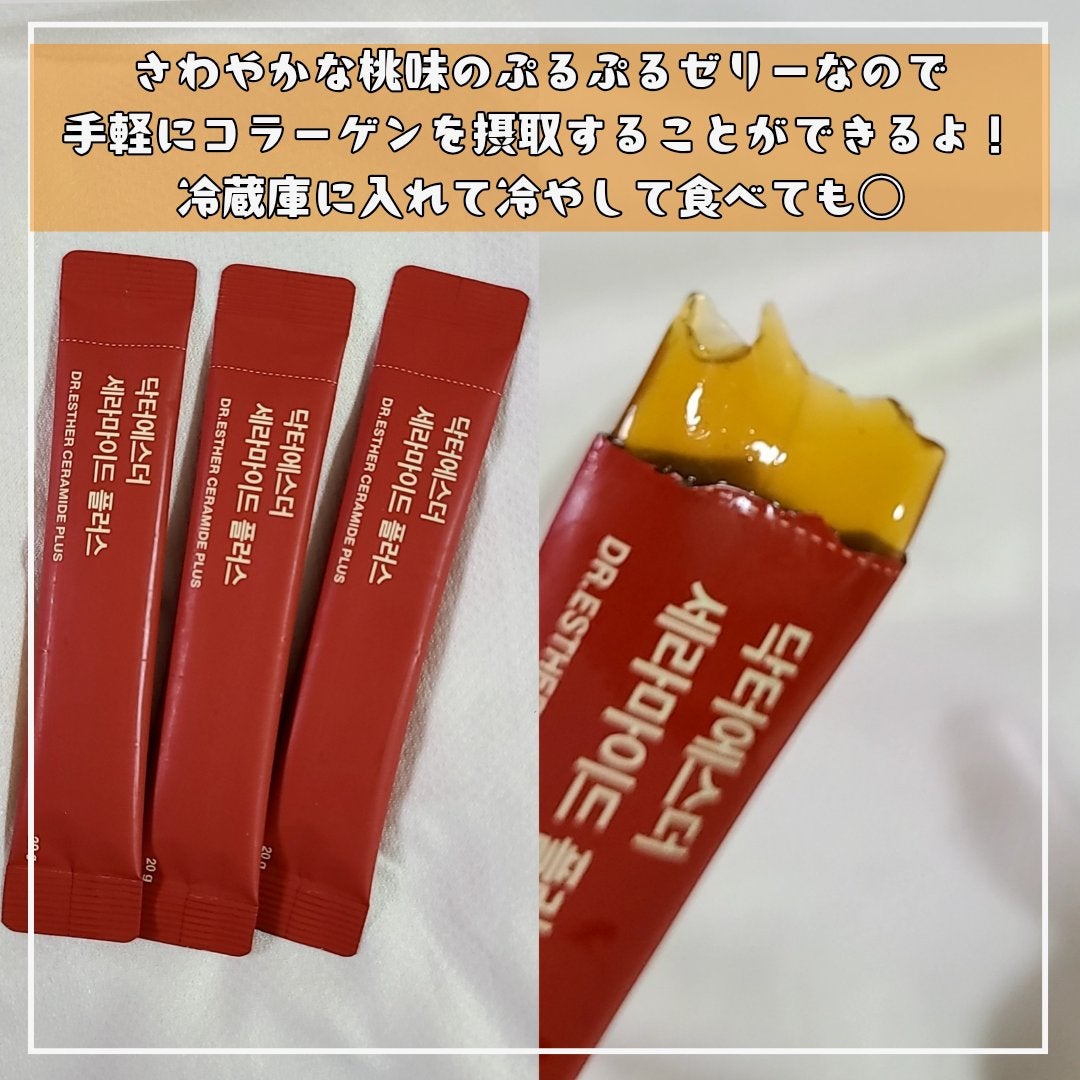 さわやかな桃味のぷるぷるゼリーなので
手軽にコラーゲンを摂取することができるよ！
冷蔵庫に入れて冷やして食べても◯
닥터에스더
세라마이드 플러스
DR.ESTHER CERAMIDE PLUS
20 g
닥터에스더
세라마이드 플러스
DR.ESTHER CERAMIDE PLUS
20 g
닥터에스더
세라마이드 플러스
DR.ESTHER CERAMIDE PLUS
20 g
닥터에스더
세라마이드
DR.ESTHE